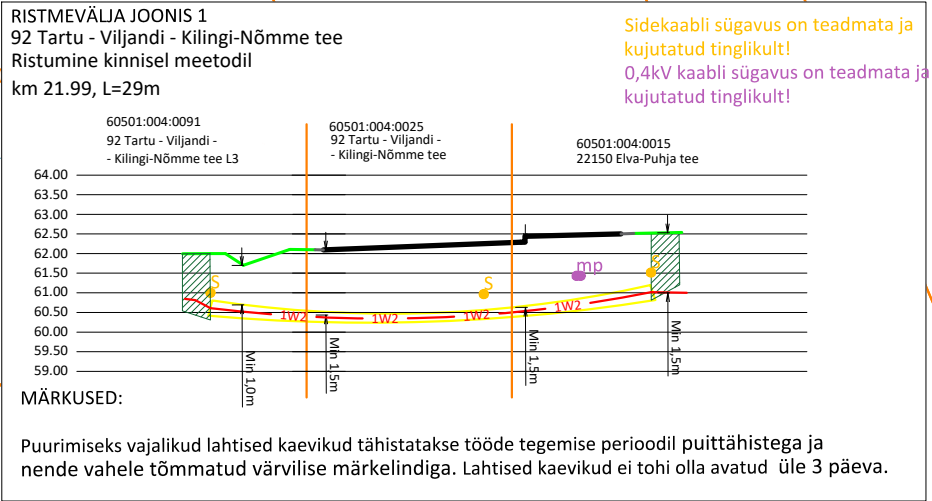 RISTMEVÄLJA JOONIS 1
92 Tartu - Viljandi - Kilingi-Nõmme tee
Ristumine kinnisel meetodil
km 21.99, L=29m
Sidekaabli sügavus on teadmata ja
kujutatud tinglikult!
0,4kV kaabli sügavus on teadmata ja
kujutatud tinglikult!
60501:004:0091
92 Tartu - Viljandi -
- Kilingi-Nõmme tee L3
60501:004:0025
92 Tartu - Viljandi -
- Kilingi-Nõmme tee
60501:004:0015
22150 Elva-Puhja tee
64.00
63.50
63.00
62.50
62.00
61.50
61.00
60.50
60.00
59.50
59.00
S
S
mp
S
1W2
1W2
1W2
1W2
Min 1,0m
Min 1,5m
Min 1,5m
Min 1,5m
MÄRKUSED:
Puurimiseks vajalikud lahtised kaevikud tähistatakse tööde tegemise perioodil puittähistega ja
nende vahele tõmmatud värvilise märkelindiga. Lahtised kaevikud ei tohi olla avatud üle 3 päeva.